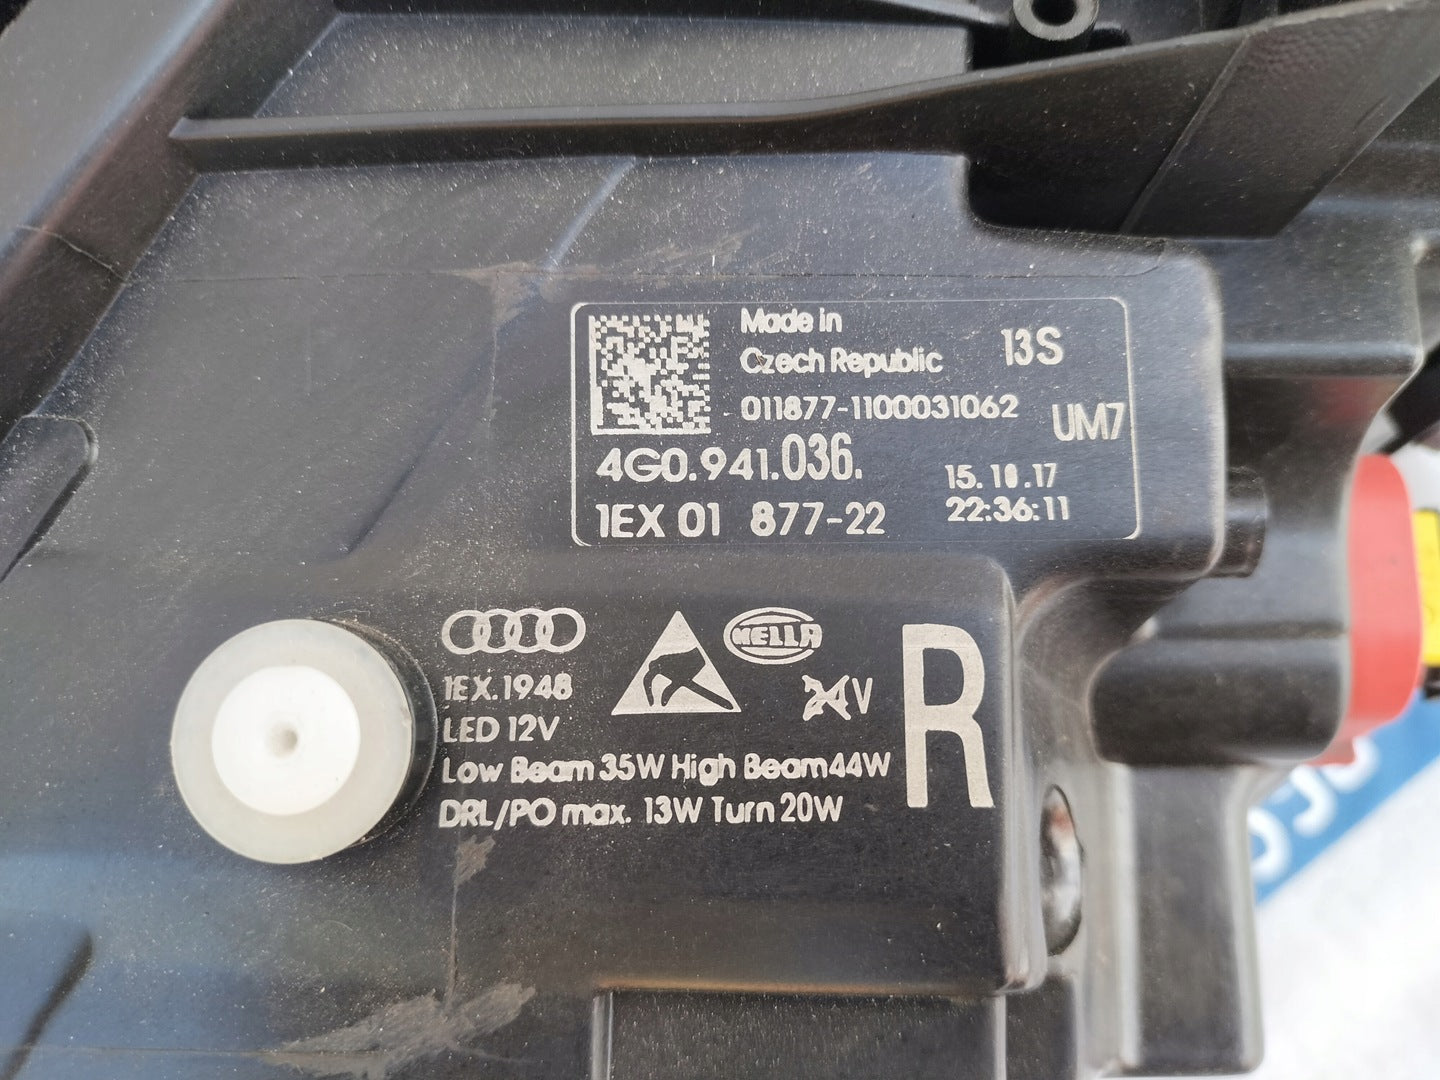 Made in
Czech Republic
13S
011877-1100031062
UM7
4G0.941.036.
15.10.17
1EX 01 877-22
22:36:11
1EX.1948
HELLA
LED 12V
24V
R
Low Beam 35W High Beam 44W
DRL/PO max. 13W Turn 20W